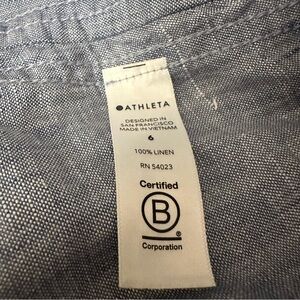 ATHLETA
DESIGNED IN
SAN FRANCISCO
MADE IN VIETNAM
6
100% LINEN
RN 54023
Certified
B
®
Corporation